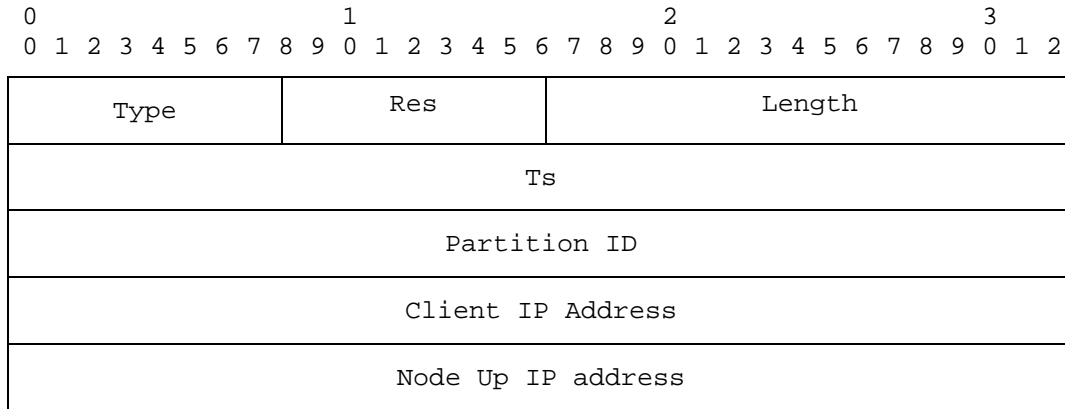 0 1 2 3
0 1 2 3 4 5 6 7 8 9 0 1 2 3 4 5 6 7 8 9 0 1 2 3 4 5 6 7 8 9 0 1 2
Type Res Length
Ts
Partition ID
Client IP Address
Node Up IP address